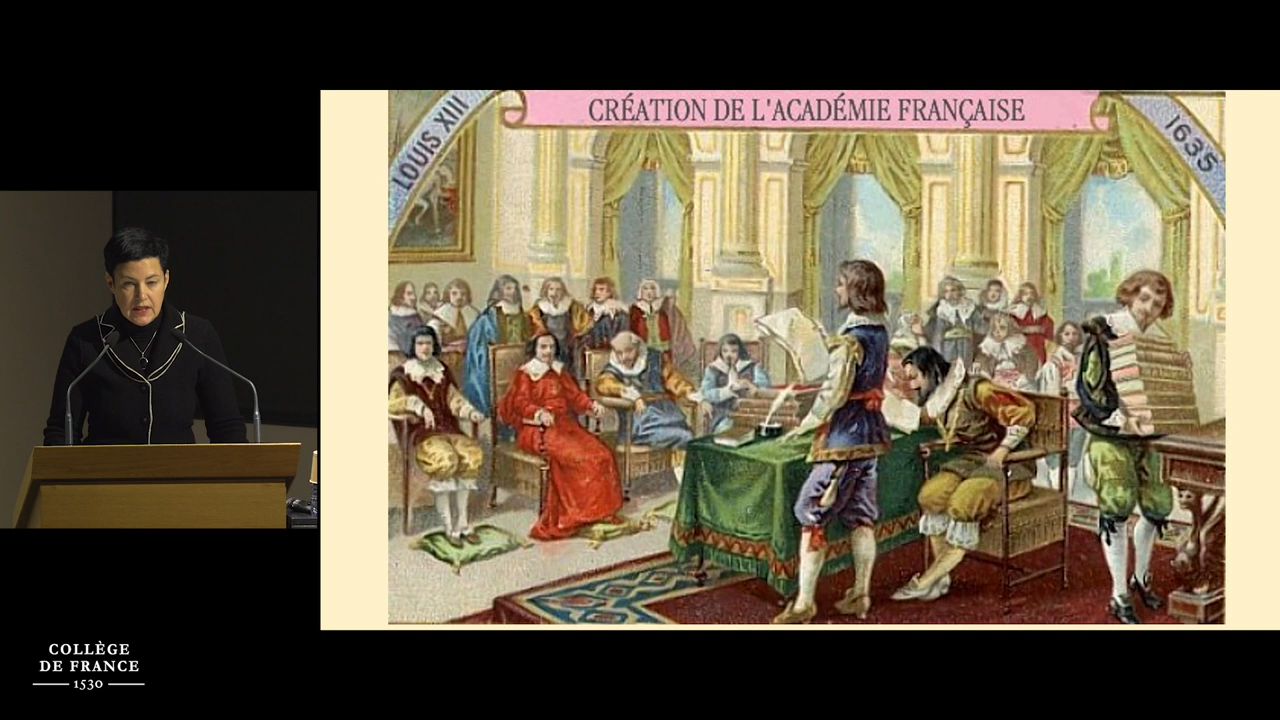 CRÉATION DE L'ACADÉMIE FRANÇAISE
LOUIS XIII
1635
COLLÈGE
DE FRANCE
1530